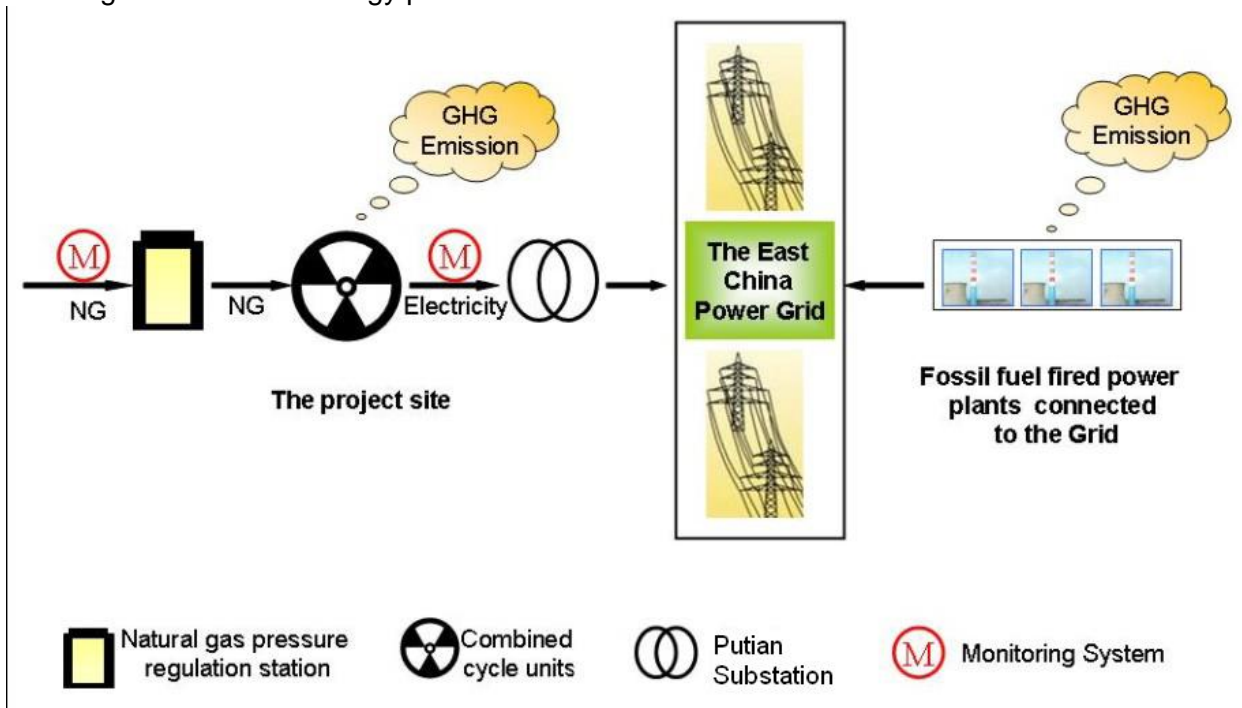 GHG
Emission
GHG
Emission
M
NG
NG
M
Electricity
The East
China
Power Grid
The project site
Fossil fuel fired power
plants connected
to the Grid
Natural gas pressure
regulation station
Combined
cycle units
Putian
Substation
M
Monitoring System